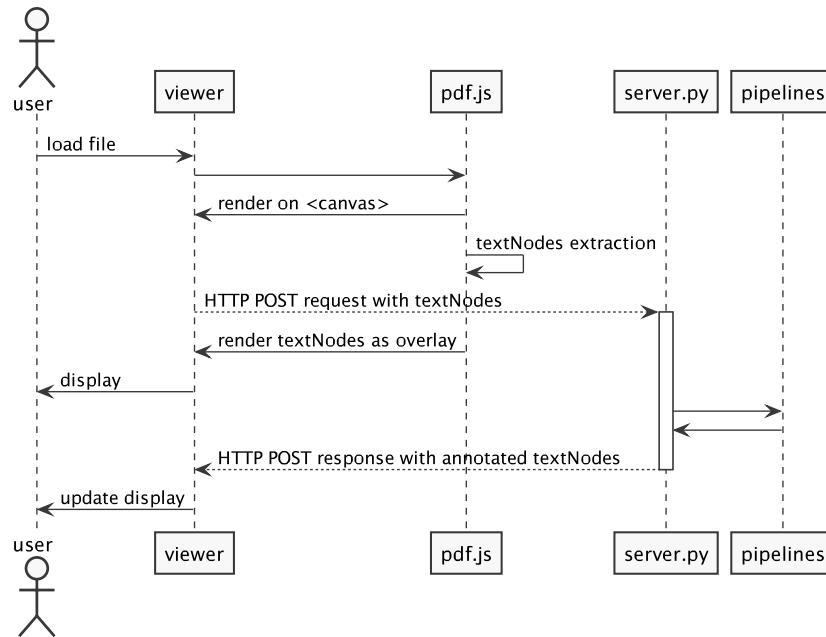 user
viewer
pdf.js
server.py
pipelines
load file
render on <canvas>
textNodes extraction
HTTP POST request with textNodes
render textNodes as overlay
display
HTTP POST response with annotated textNodes
update display
user
viewer
pdf.js
server.py
pipelines